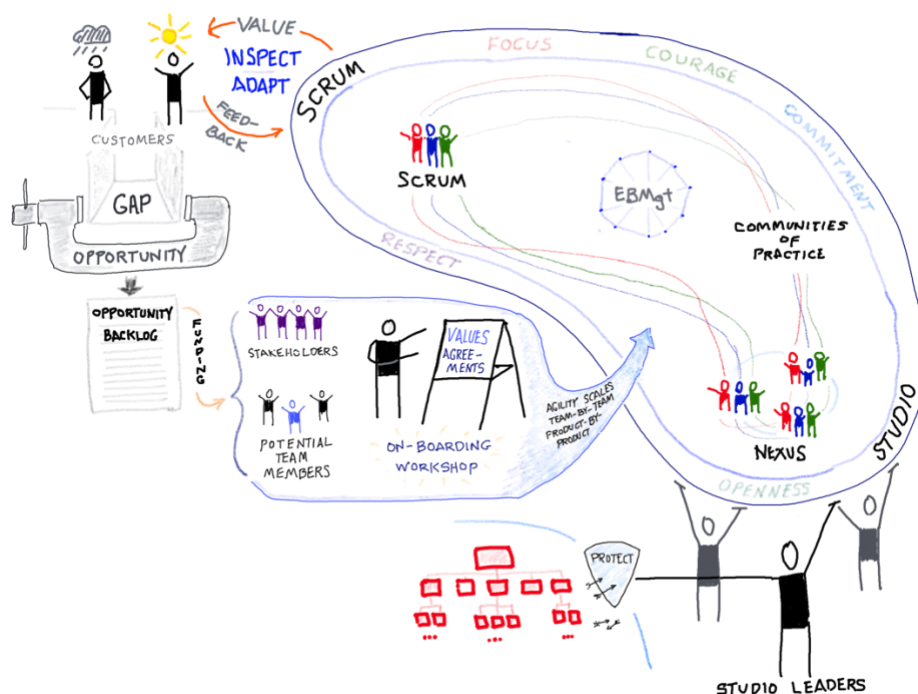 VALUE
INSPECT
ADAPT
FEED-
BACK
CUSTOMERS
GAP
OPPORTUNITY
OPPORTUNITY
BACKLOG
FUNDING
STAKEHOLDERS
POTENTIAL
TEAM
MEMBERS
VALUES
AGREE-
MENTS
ON-BOARDING
WORKSHOP
AGILITY SCALES
TEAM-BY-TEAM
PRODUCT-BY-
PRODUCT
SCRUM
STUDIO
FOCUS
COURAGE
COMMITMENT
RESPECT
OPENNESS
SCRUM
EBMgt
COMMUNITIES
OF
PRACTICE
NEXUS
PROTECT
STUDIO LEADERS